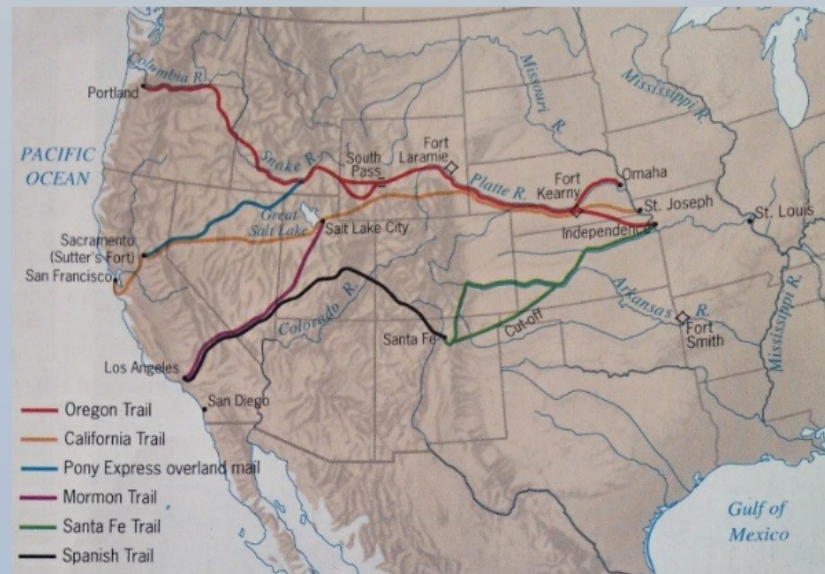 Columbia R.
Portland
Missouri R.
Mississippi R.
PACIFIC
OCEAN
Snake R.
South
Pass
Fort
Laramie
Platte R.
Fort
Kearny
Omaha
St. Joseph
St. Louis
Independence
Great
Salt Lake
Salt Lake City
Sacramento
(Sutter's Fort)
San Francisco
Colorado R.
Arkansas R.
Fort
Smith
Mississippi R.
Santa Fe
Cut-off
Los Angeles
San Diego
Oregon Trail
California Trail
Pony Express overland mail
Mormon Trail
Santa Fe Trail
Spanish Trail
Gulf of
Mexico